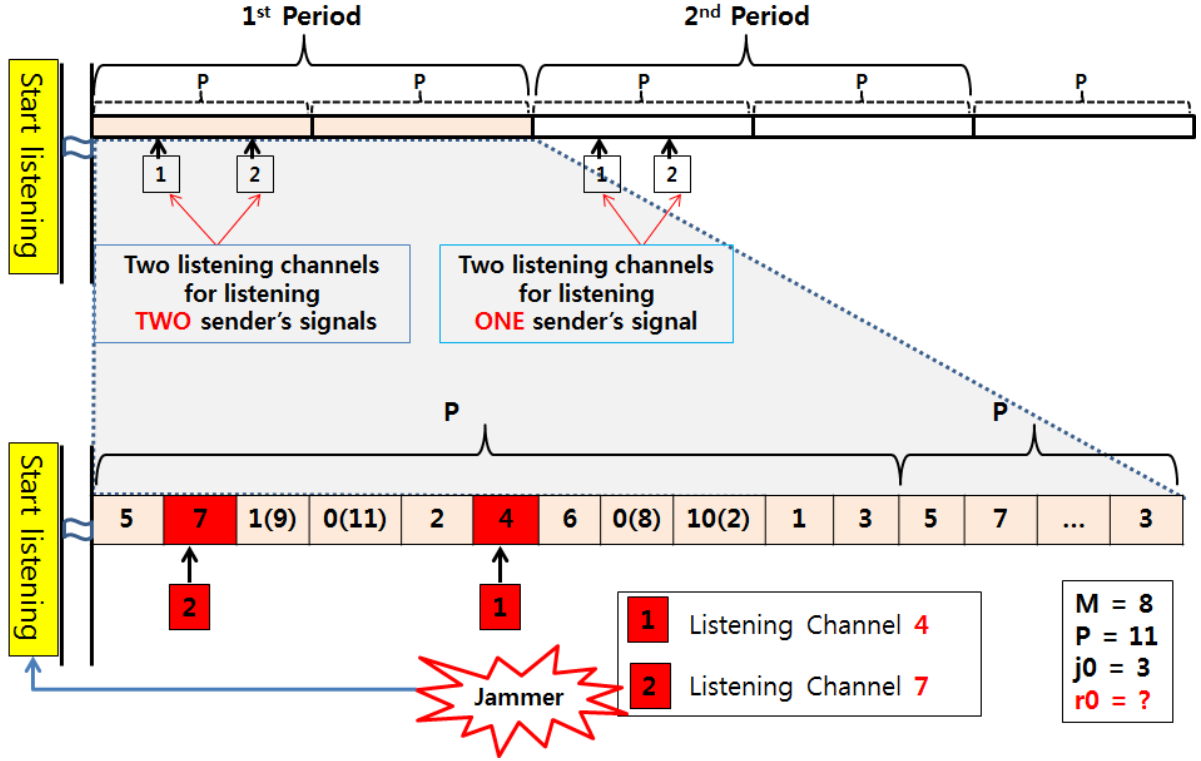 1st Period
2nd Period
Start listening
P
P
P
P
P
1
2
1
2
Two listening channels
for listening
TWO sender's signals
Two listening channels
for listening
ONE sender's signal
P
P
Start listening
5 7 1(9) 0(11) 2 4 6 0(8) 10(2) 1 3 5 7 ... 3
2
1
1 Listening Channel 4
2 Listening Channel 7
Jammer
M = 8
P = 11
j0 = 3
r0 = ?